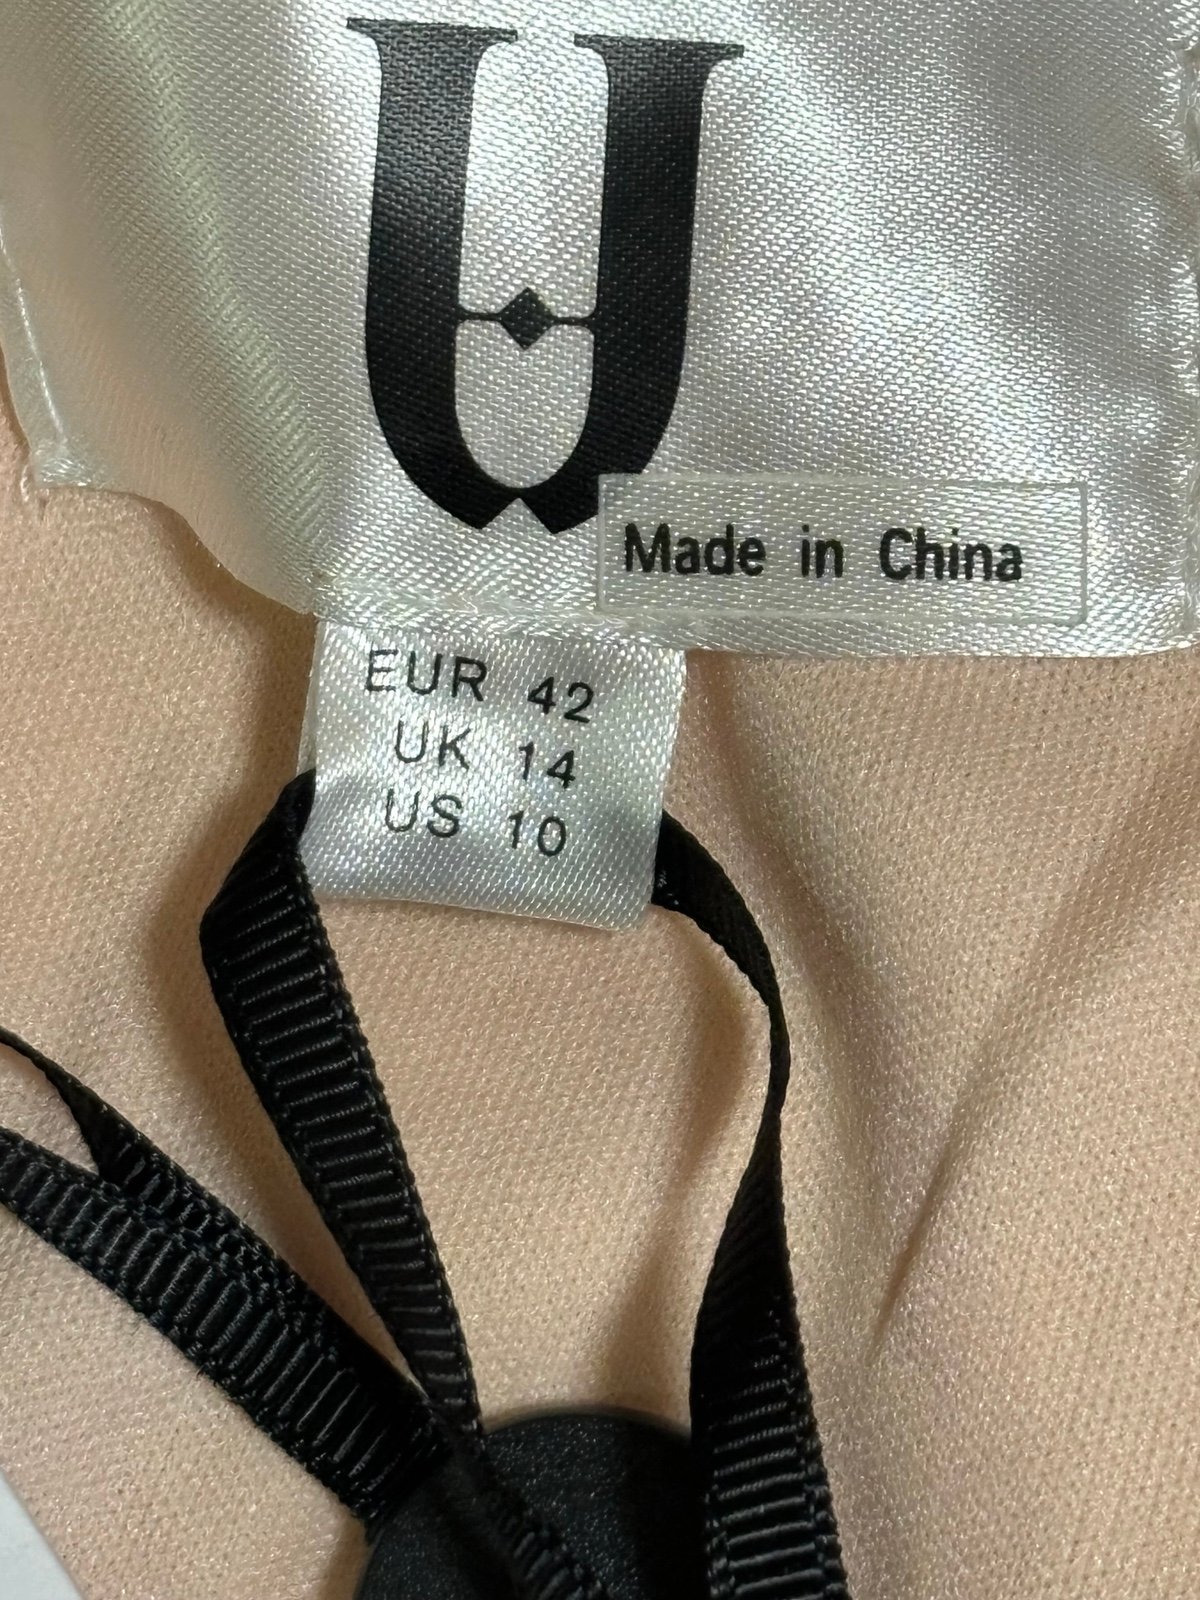 U
Made in China
EUR 42
UK 14
US 10